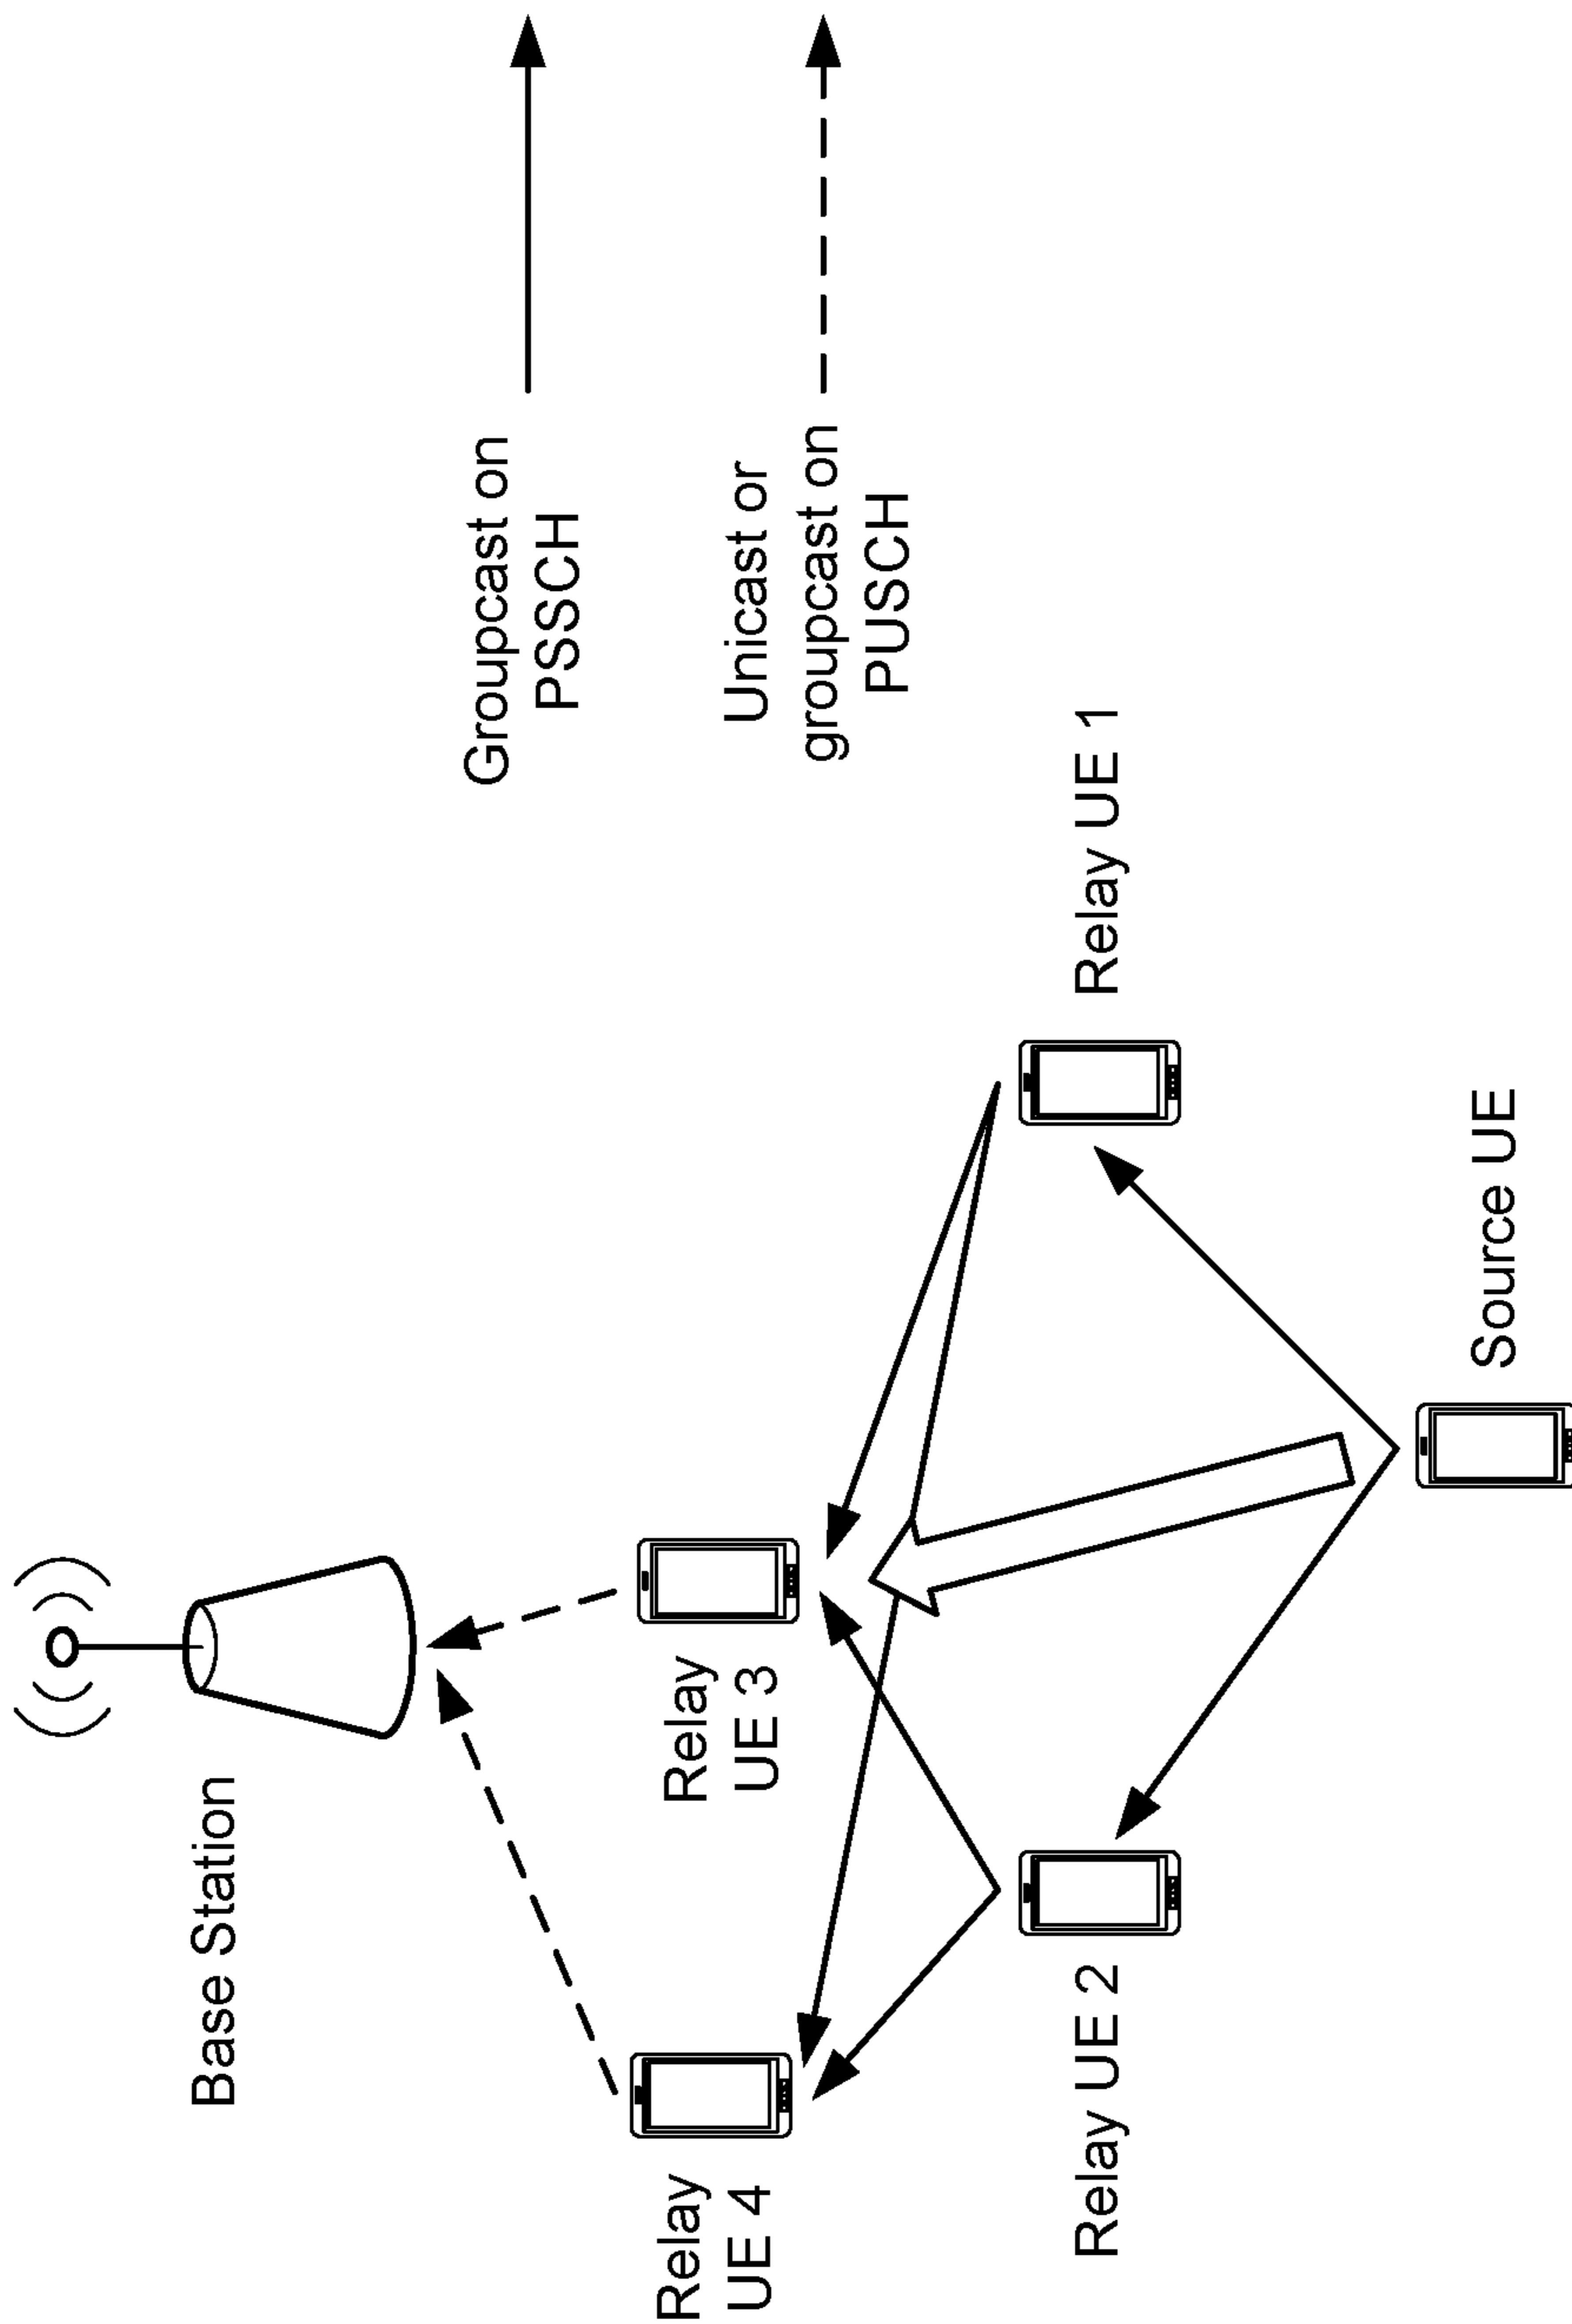 Base Station
Relay
UE 4
Relay
UE 3
Relay UE 2
Relay UE 1
Source UE
Groupcast on
PSSCH
Unicast or
groupcast on
PUSCH